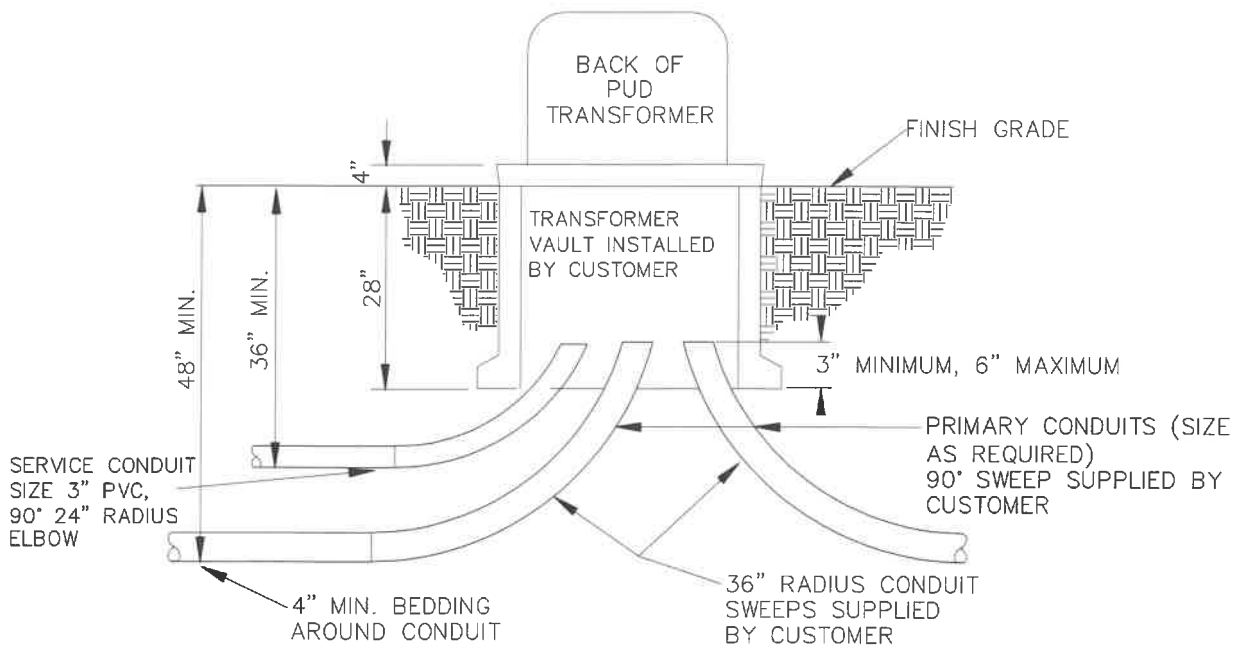 BACK OF
PUD
TRANSFORMER
FINISH GRADE
4”
TRANSFORMER
VAULT INSTALLED
BY CUSTOMER
28”
36” MIN.
48” MIN.
3” MINIMUM, 6” MAXIMUM
PRIMARY CONDUITS (SIZE
AS REQUIRED)
90° SWEEP SUPPLIED BY
CUSTOMER
SERVICE CONDUIT
SIZE 3” PVC,
90° 24” RADIUS
ELBOW
36” RADIUS CONDUIT
SWEEPS SUPPLIED
BY CUSTOMER
4” MIN. BEDDING
AROUND CONDUIT